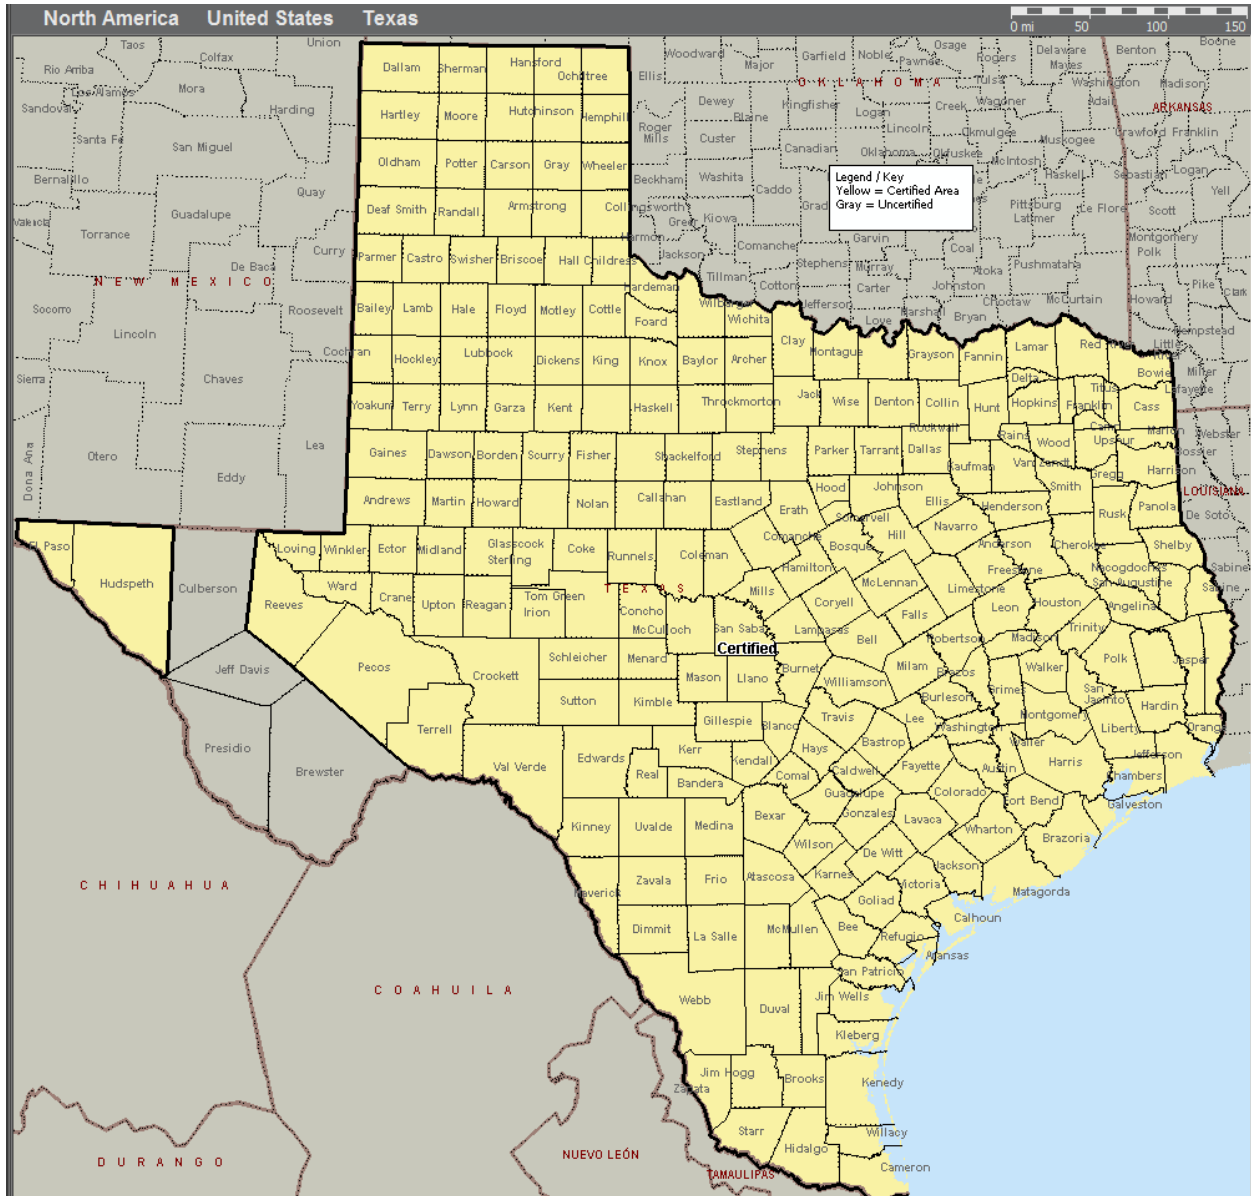 North America United States Texas
0 mi 50 100 150
Taos Colfax Union
Rio Arriba Mora
Los Alamos Harding
Sandoval
Santa Fe San Miguel
Bernalillo Quay
Guadalupe
Valencia Torrance Curry
De Baca
NEW MEXICO
Socorro Roosevelt
Lincoln
Sierra Chaves
Lea
Otero Eddy
Dona Ana
Woodward Garfield Noble Osage Rogers Delaware Benton Boone
Ellis Major Pawnee Tulsa Mayes Washington Madison
OKLAHOMA
Dewey Blaine Kingfisher Logan Creek Wagoner Adair ARKANSAS
Roger Mills Custer Lincoln Okmulgee Muskogee Crawford Franklin
Canadian Oklahoma Okfuskee McIntosh
Beckham Washita Caddo Haskell Sebastian Logan Yell
Legend / Key
Yellow = Certified Area
Gray = Uncertified
Greer Kiowa Grad Pittsburg Latimer Le Flore Scott
Harmon Jackson Comanche Garvin Coal Montgomery Polk
Tillman Stephens Murray Atoka Pushmataha
Cotton Jefferson Carter Johnston Choctaw McCurtain Howard Pike Clark
Love Marshall Bryan Hempstead
Little River
Miller
Lafayette
Webster
Bossier
LOUISIANA
De Soto
Sabine
Sabine
Dallam Sherman Hansford Ochiltree
Hartley Moore Hutchinson Hemphill
Oldham Potter Carson Gray Wheeler
Deaf Smith Randall Armstrong Collingsworth
Parmer Castro Swisher Briscoe Hall Childress
Hardeman
Bailey Lamb Hale Floyd Motley Cottle Foard Wilbarger Wichita
Clay Montague Grayson Fannin Lamar Red River
Cochran Hockley Lubbock Dickens King Knox Baylor Archer Bowie
Delta Titus
Yoakum Terry Lynn Garza Kent Haskell Throckmorton Jack Wise Denton Collin Hunt Hopkins Franklin Cass
Rockwall Rains Camp Marion
Gaines Dawson Borden Scurry Fisher Shackelford Stephens Parker Tarrant Dallas Wood Upshur
Kaufman Van Zandt Gregg Harrison
Andrews Martin Howard Nolan Callahan Eastland Hood Johnson Smith
Erath Somervell Ellis Henderson Rusk Panola
El Paso Loving Winkler Ector Midland Glasscock Sterling Coke Runnels Coleman Comanche Bosque Hill Navarro Anderson Cherokee Shelby
Hudspeth Culberson Reeves Ward Crane Upton Reagan Tom Green Irion TEXAS Mills Hamilton McLennan Limestone Freestone Nacogdoches San Augustine
Concho McCulloch San Saba Lampasas Coryell Falls Leon Houston Angelina
Certified
Bell Robertson Madison Trinity
Jeff Davis Pecos Crockett Schleicher Menard Mason Llano Burnet Williamson Milam Brazos Walker Polk Jasper
Sutton Kimble Burleson Grimes San Jacinto Hardin
Terrell Gillespie Blanco Travis Lee Washington Montgomery Liberty Orange
Presidio Brewster Val Verde Edwards Kerr Kendall Hays Bastrop Waller Jefferson
Real Bandera Comal Caldwell Fayette Austin Harris Chambers
Guadalupe Colorado Fort Bend Galveston
Kinney Uvalde Medina Bexar Gonzales Lavaca Wharton Brazoria
Wilson De Witt
Maverick Zavala Frio Atascosa Karnes Jackson Matagorda
Victoria
Goliad Calhoun
Dimmit La Salle McMullen Bee Refugio
Aransas
San Patricio
Webb Duval Jim Wells
Kleberg
Zapata Jim Hogg Brooks Kenedy
Starr Hidalgo Willacy
Cameron
CHIHUAHUA
COAHUILA
DURANGO
NUEVO LEÓN
TAMAULIPAS